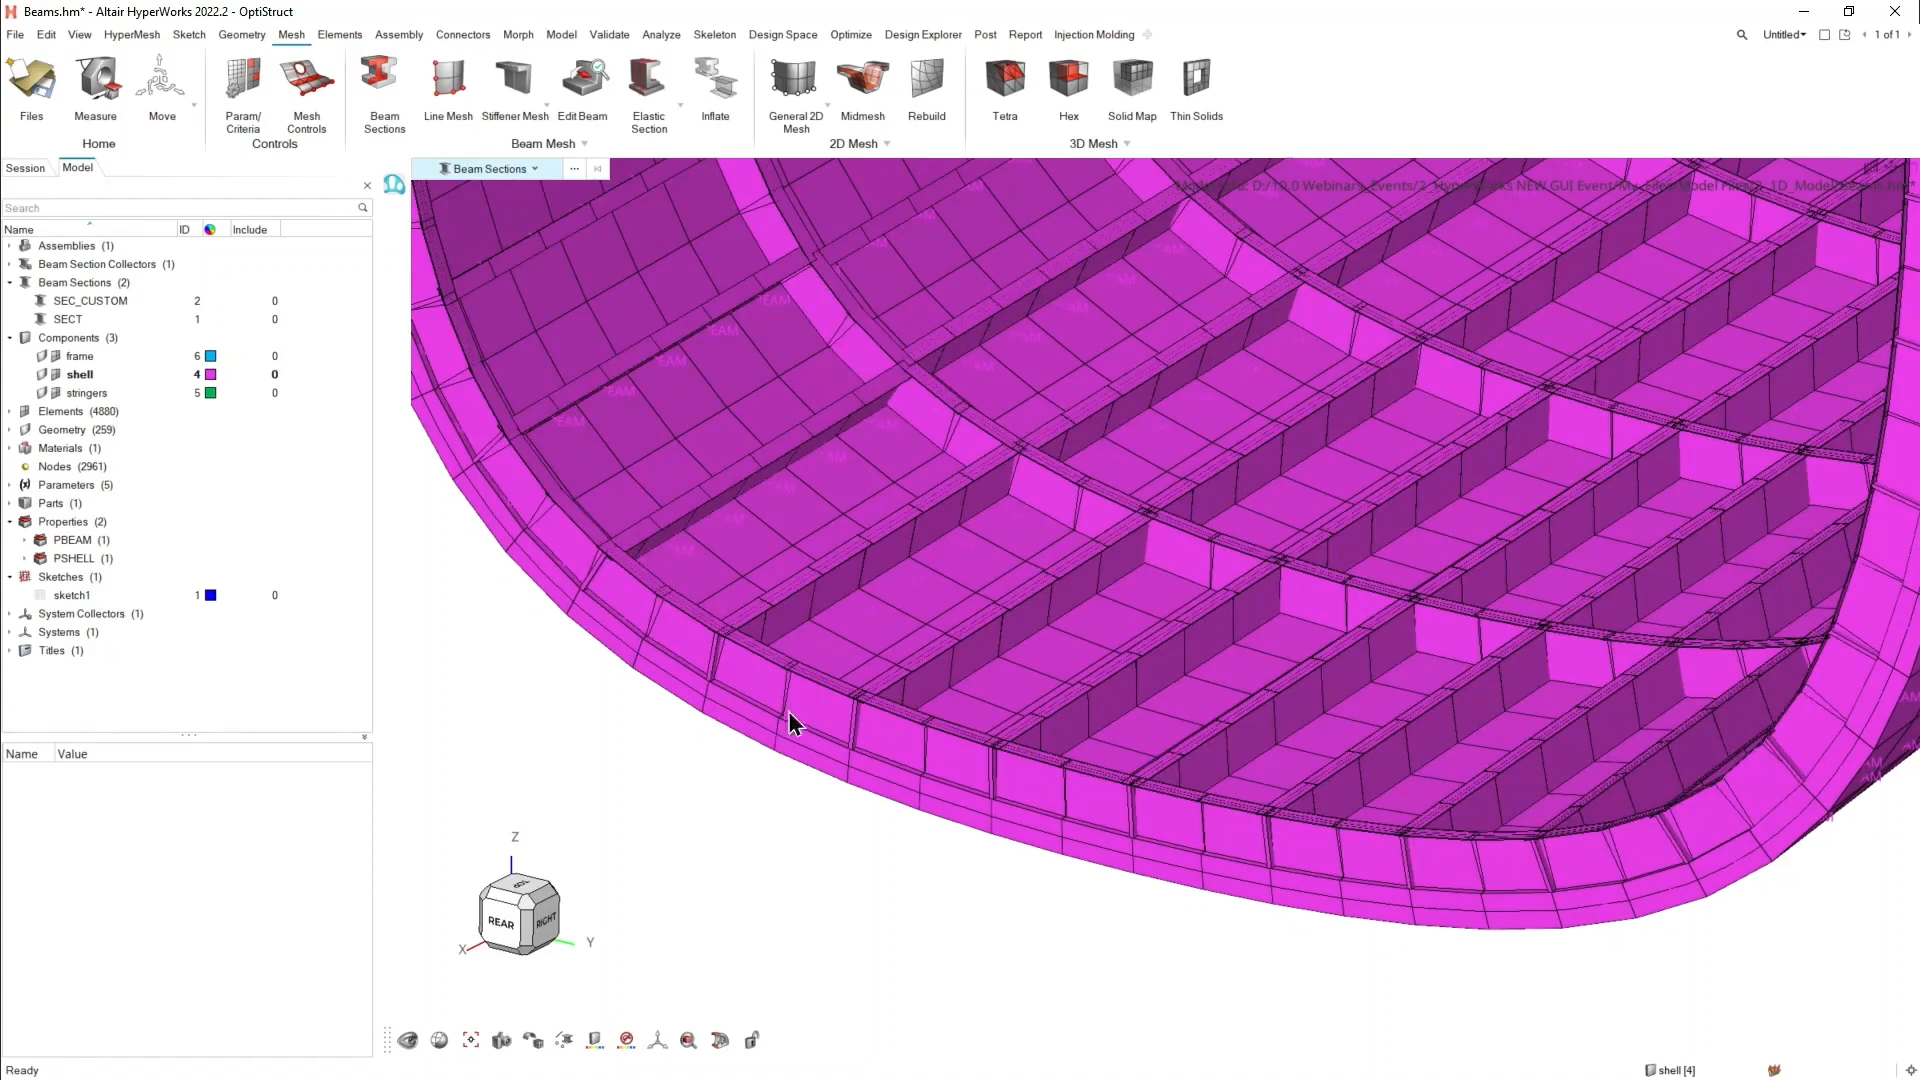 Beams.hm* - Altair HyperWorks 2022.2 - OptiStruct
File Edit View HyperMesh Sketch Geometry Mesh Elements Assembly Connectors Morph Model Validate Analyze Skeleton Design Space Optimize Design Explorer Post Report Injection Molding Untitled 1 of 1
Files Measure Move Param/ Criteria Mesh Controls Beam Sections Line Mesh Stiffener Mesh Edit Beam Elastic Section Inflate General 2D Mesh Midmesh Rebuild Tetra Hex Solid Map Thin Solids
Home Controls Beam Mesh 2D Mesh 3D Mesh
Session Model
Beam Sections ...
Search
Name ID Include
Assemblies (1)
Beam Section Collectors (1)
Beam Sections (2)
SEC_CUSTOM 2 0
SECT 1 0
Components (3)
frame 6 0
shell 4 0
stringers 5 0
Elements (4880)
Geometry (259)
Materials (1)
Nodes (2961)
(x) Parameters (5)
Parts (1)
Properties (2)
PBEAM (1)
PSHELL (1)
Sketches (1)
sketch1 1 0
System Collectors (1)
Systems (1)
Titles (1)
Name Value
Z
TOP
REAR RIGHT
X Y
Ready
shell [4]